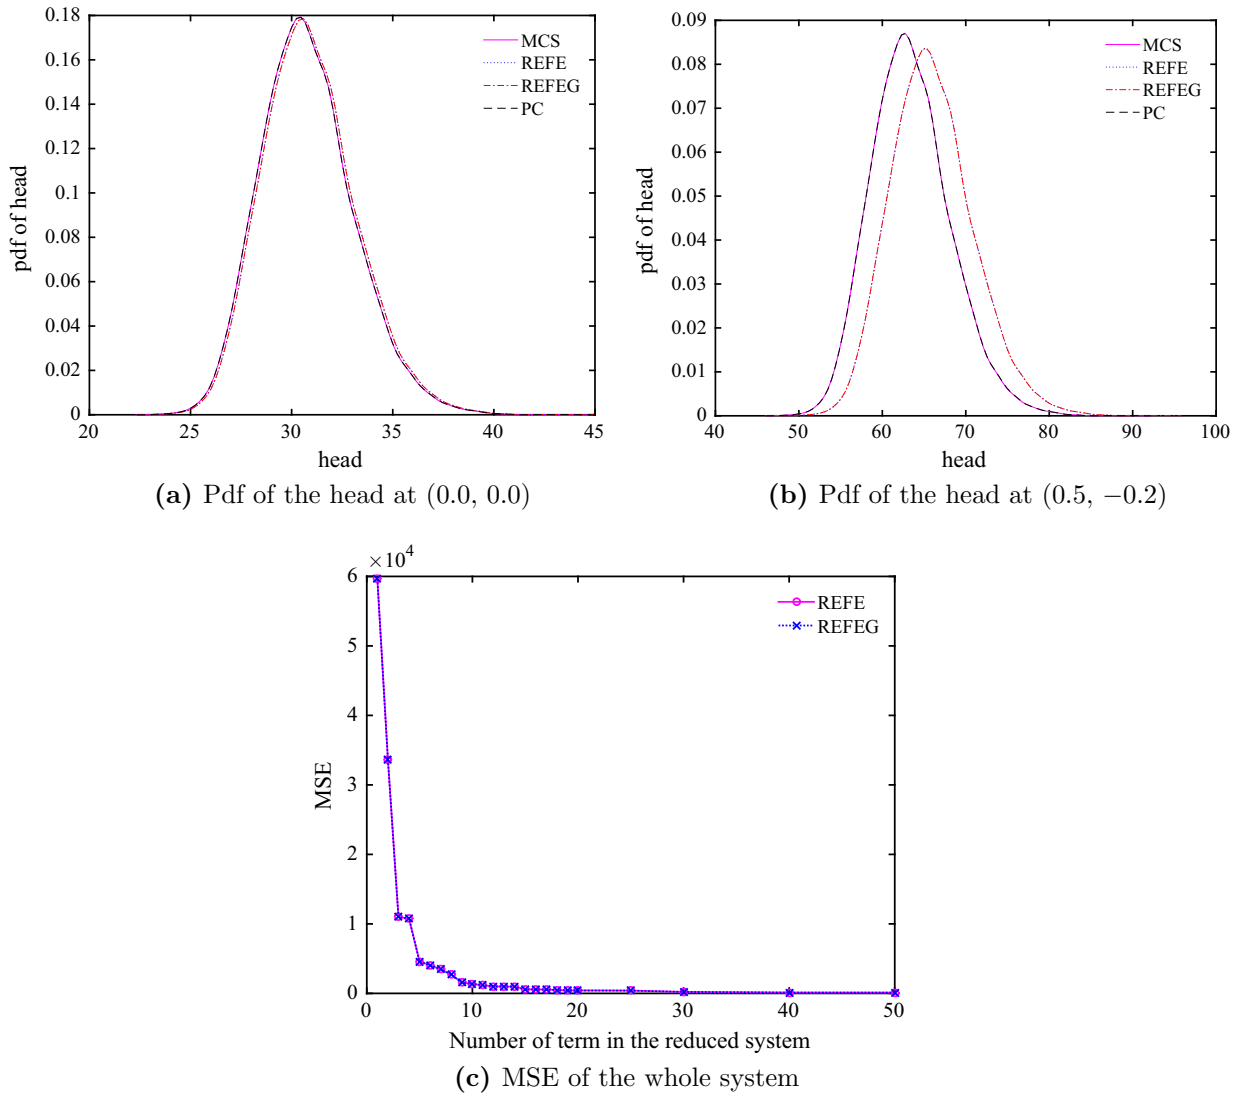 0.18
0.16
0.14
0.12
0.1
0.08
0.06
0.04
0.02
0
pdf of head
20
25
30
35
40
45
head
MCS
REFE
REFEG
PC
(a) Pdf of the head at (0.0, 0.0)
0.09
0.08
0.07
0.06
0.05
0.04
0.03
0.02
0.01
0
pdf of head
40
50
60
70
80
90
100
head
MCS
REFE
REFEG
PC
(b) Pdf of the head at (0.5, −0.2)
×10⁴
6
5
4
3
2
1
0
MSE
0
10
20
30
40
50
Number of term in the reduced system
REFE
REFEG
(c) MSE of the whole system